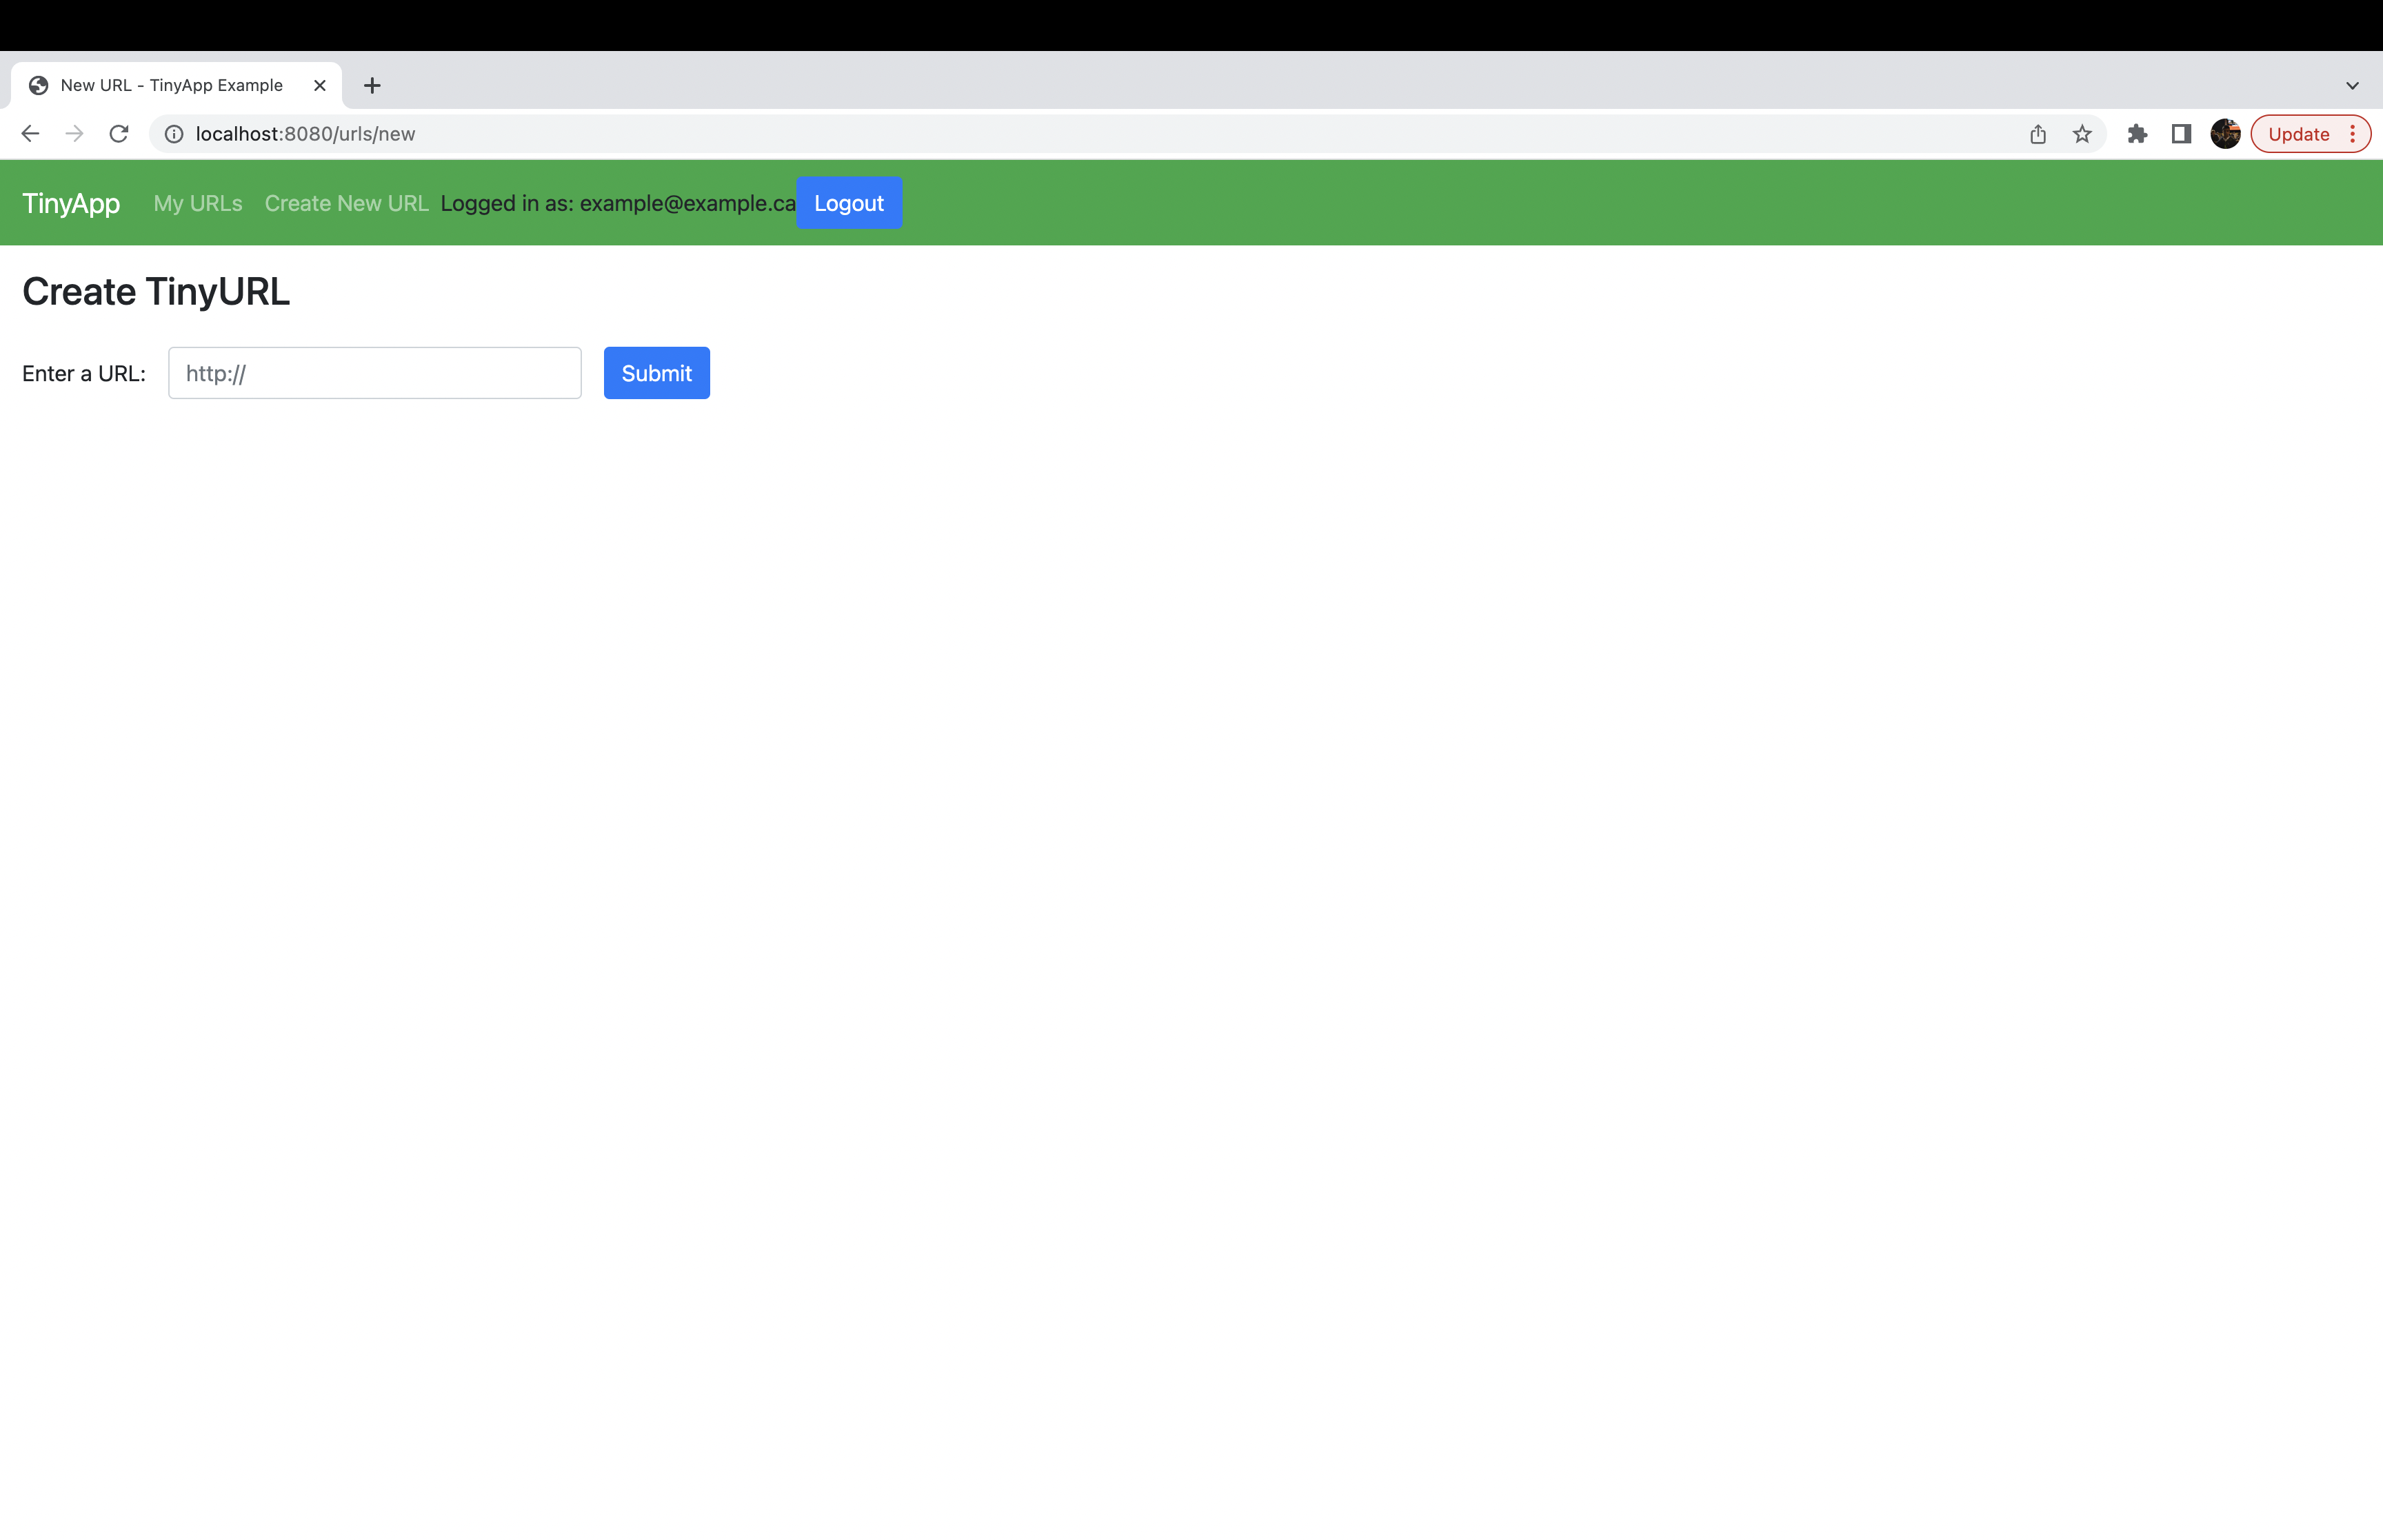 New URL - TinyApp Example
localhost:8080/urls/new
Update
TinyApp My URLs Create New URL Logged in as: example@example.ca Logout
Create TinyURL
Enter a URL: http:// Submit